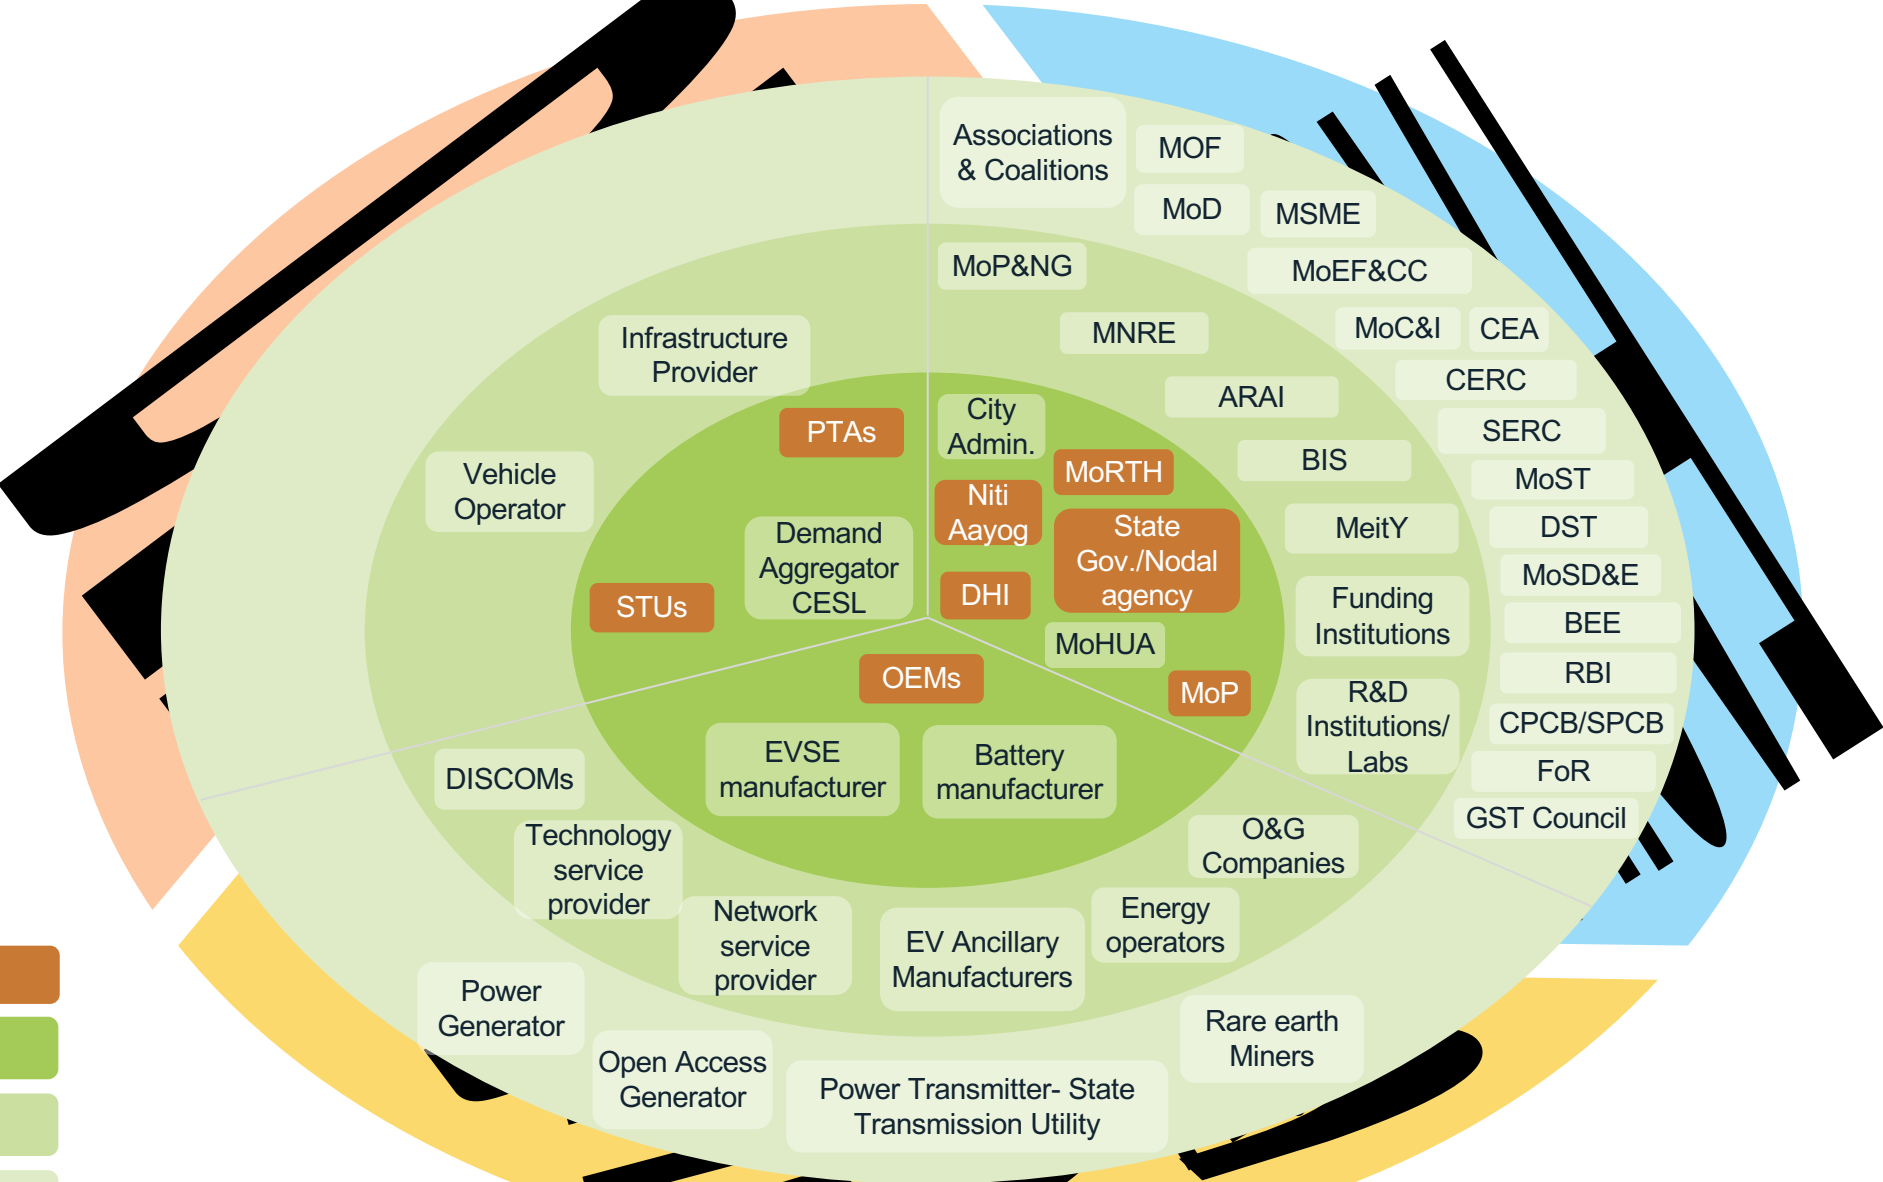 Associations
& Coalitions
MOF
MoD
MSME
MoP&NG
MoEF&CC
MNRE
MoC&I
CEA
Infrastructure
Provider
ARAI
CERC
PTAs
City
Admin.
SERC
Vehicle
Operator
MoRTH
BIS
MoST
Niti
Aayog
State
Gov./Nodal
agency
MeitY
DST
Demand
Aggregator
CESL
STUs
DHI
MoSD&E
Funding
Institutions
BEE
MoHUA
OEMs
MoP
RBI
R&D
Institutions/
Labs
CPCB/SPCB
DISCOMs
EVSE
manufacturer
Battery
manufacturer
FoR
GST Council
Technology
service
provider
O&G
Companies
Network
service
provider
EV Ancillary
Manufacturers
Energy
operators
Power
Generator
Open Access
Generator
Power Transmitter- State
Transmission Utility
Rare earth
Miners